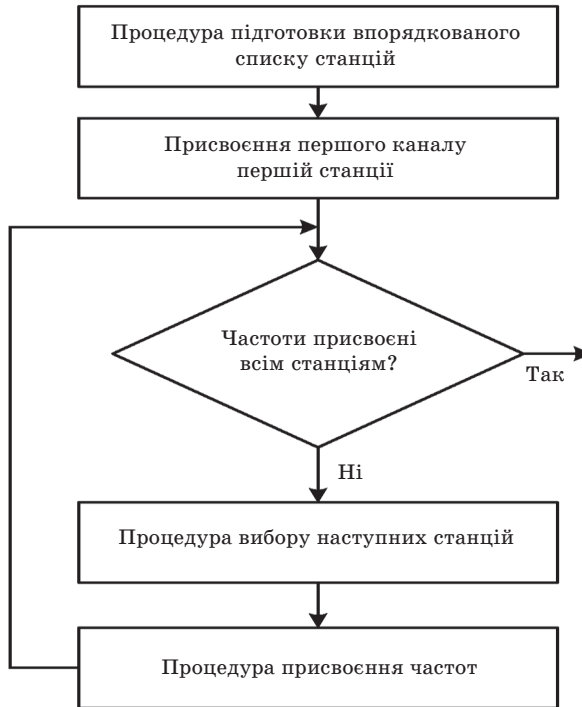 Процедура підготовки впорядкованого
списку станцій
Присвоєння першого каналу
першій станції
Частоти присвоєні
всім станціям?
Так
Ні
Процедура вибору наступних станцій
Процедура присвоєння частот